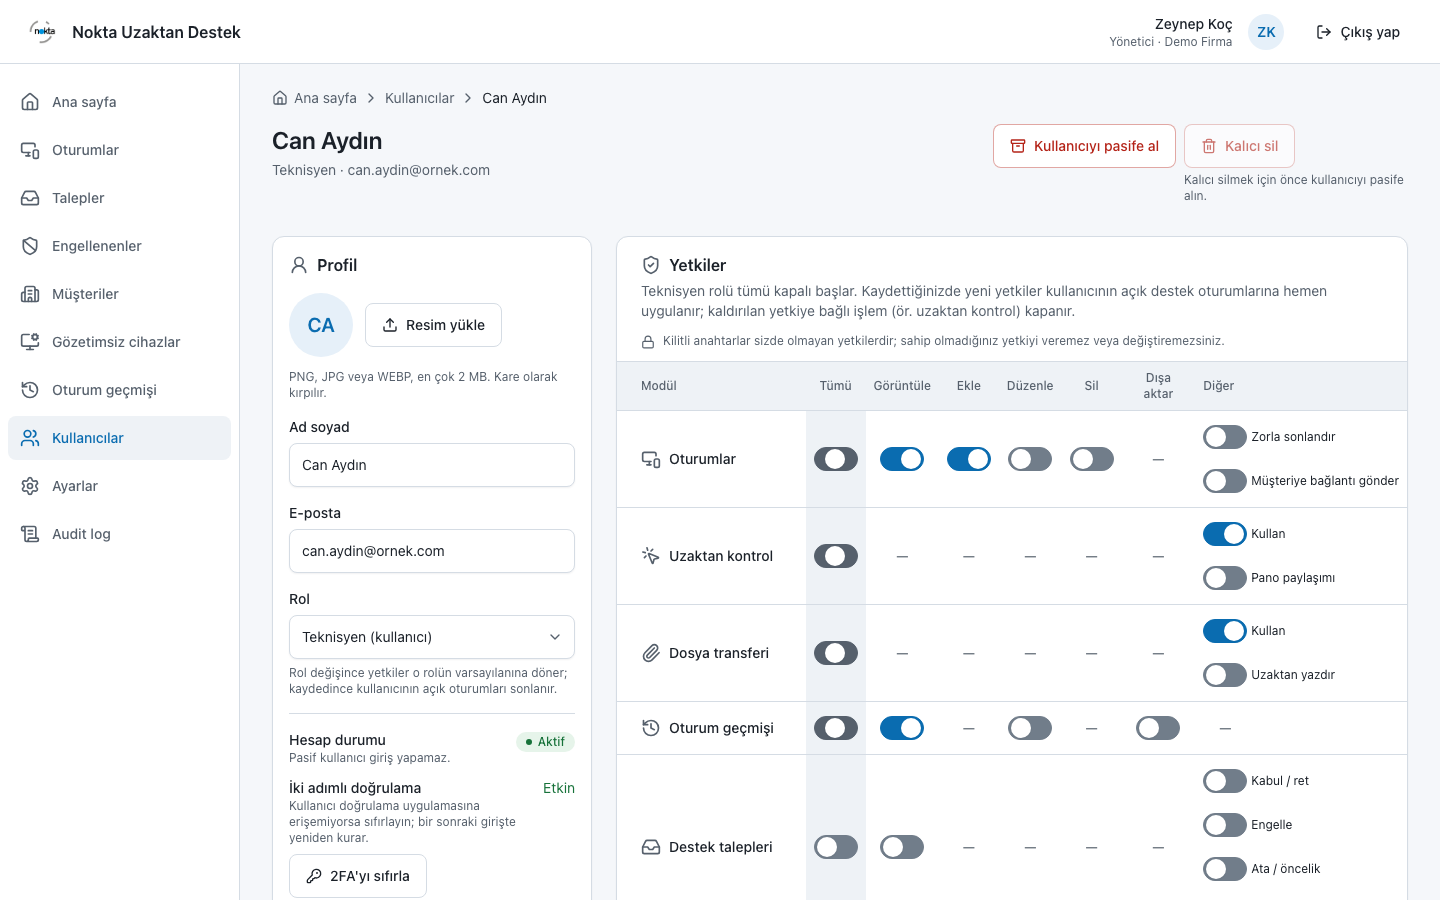 nokta
Nokta Uzaktan Destek
Zeynep Koç
Yönetici · Demo Firma
ZK
Çıkış yap
Ana sayfa
Oturumlar
Talepler
Engellenenler
Müşteriler
Gözetimsiz cihazlar
Oturum geçmişi
Kullanıcılar
Ayarlar
Audit log
Ana sayfa > Kullanıcılar > Can Aydın
Can Aydın
Teknisyen · can.aydin@ornek.com
Kullanıcıyı pasife al
Kalıcı sil
Kalıcı silmek için önce kullanıcıyı pasife
alın.
Profil
CA
Resim yükle
PNG, JPG veya WEBP, en çok 2 MB. Kare olarak
kırpılır.
Ad soyad
Can Aydın
E-posta
can.aydin@ornek.com
Rol
Teknisyen (kullanıcı)
Rol değişince yetkiler o rolün varsayılanına döner;
kaydedince kullanıcının açık oturumları sonlanır.
Hesap durumu
Aktif
Pasif kullanıcı giriş yapamaz.
İki adımlı doğrulama
Etkin
Kullanıcı doğrulama uygulamasına
erişemiyorsa sıfırlayın; bir sonraki girişte
yeniden kurar.
2FA'yı sıfırla
Yetkiler
Teknisyen rolü tümü kapalı başlar. Kaydettiğinizde yeni yetkiler kullanıcının açık destek oturumlarına hemen
uygulanır; kaldırılan yetkiye bağlı işlem (ör. uzaktan kontrol) kapanır.
Kilitli anahtarlar sizde olmayan yetkilerdir; sahip olmadığınız yetkiyi veremez veya değiştiremezsiniz.
Modül Tümü Görüntüle Ekle Düzenle Sil Dışa aktar Diğer
Oturumlar —
Zorla sonlandır
Müşteriye bağlantı gönder
Uzaktan kontrol — — — — —
Kullan
Pano paylaşımı
Dosya transferi — — — — —
Kullan
Uzaktan yazdır
Oturum geçmişi — — —
Destek talepleri — — — —
Kabul / ret
Engelle
Ata / öncelik